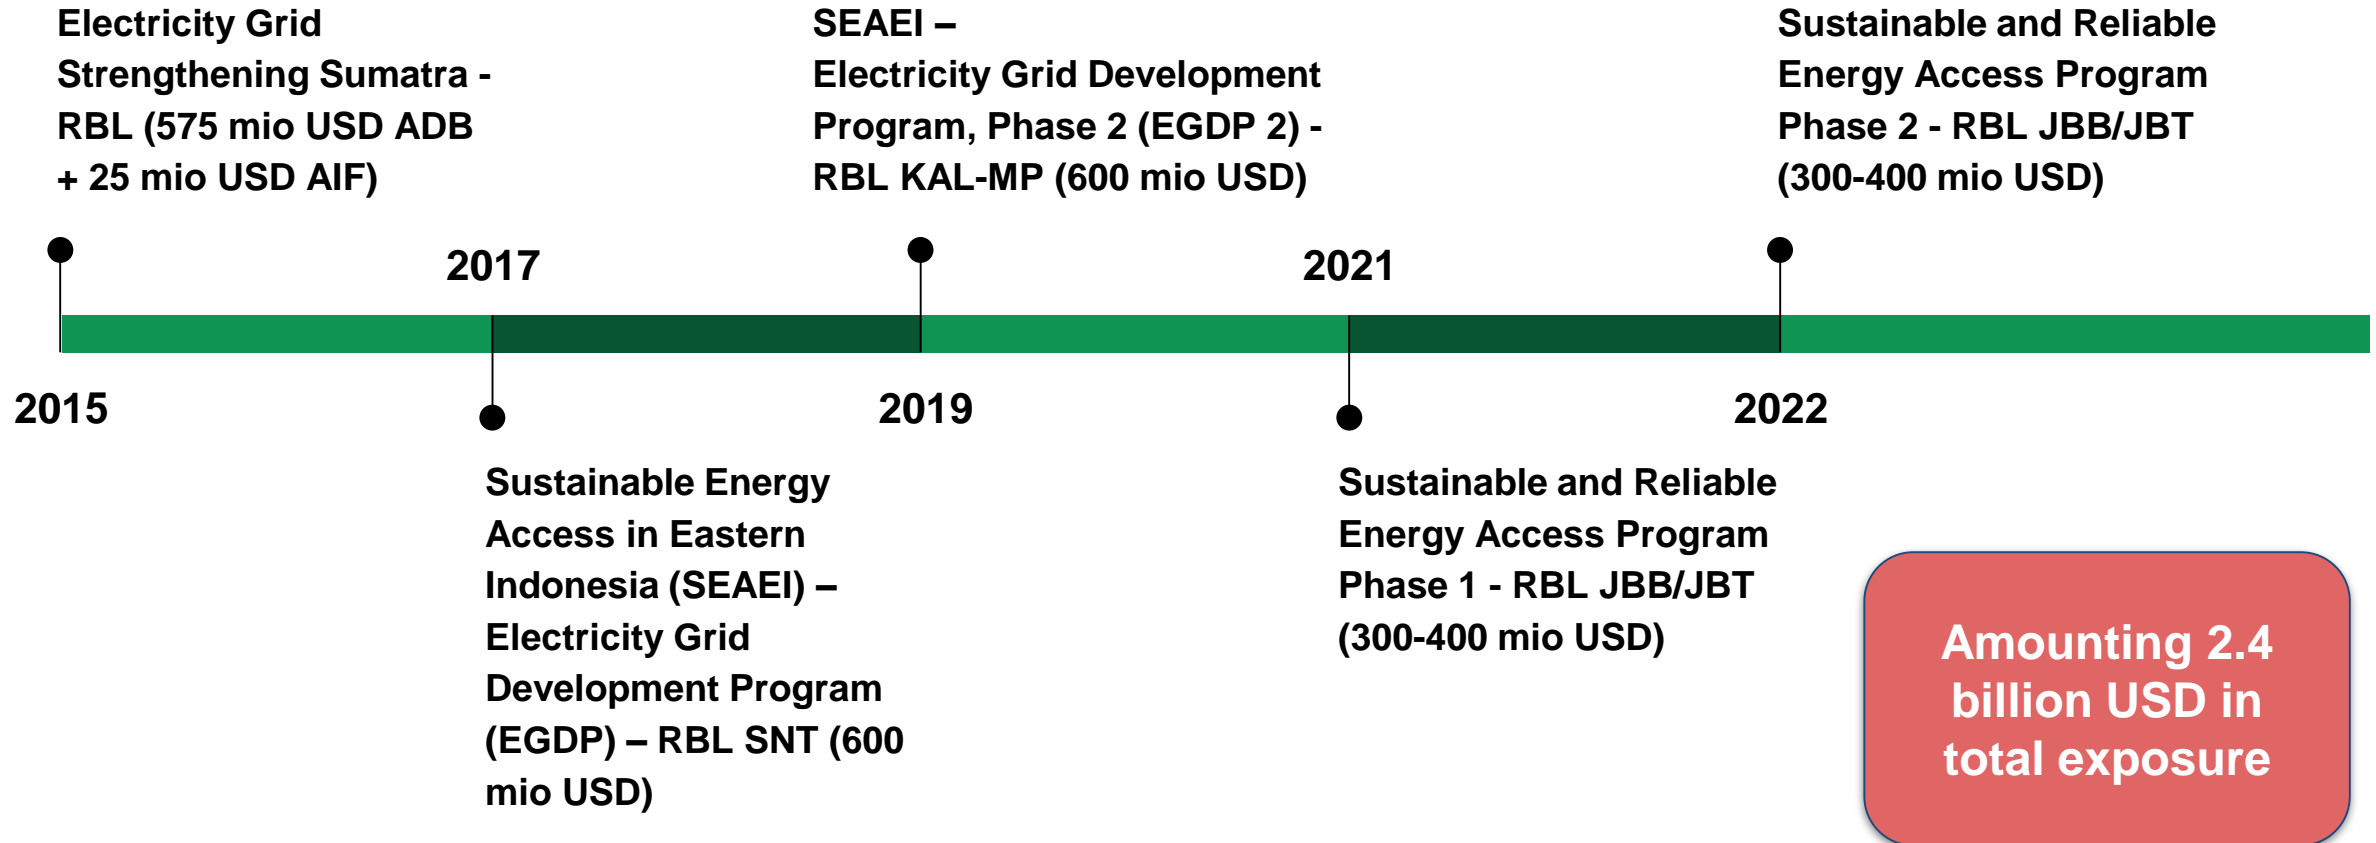 Electricity Grid
Strengthening Sumatra -
RBL (575 mio USD ADB
+ 25 mio USD AIF)
SEAEI –
Electricity Grid Development
Program, Phase 2 (EGDP 2) -
RBL KAL-MP (600 mio USD)
Sustainable and Reliable
Energy Access Program
Phase 2 - RBL JBB/JBT
(300-400 mio USD)
2017
2021
2015
2019
2022
Sustainable Energy
Access in Eastern
Indonesia (SEAEI) –
Electricity Grid
Development Program
(EGDP) – RBL SNT (600
mio USD)
Sustainable and Reliable
Energy Access Program
Phase 1 - RBL JBB/JBT
(300-400 mio USD)
Amounting 2.4
billion USD in
total exposure